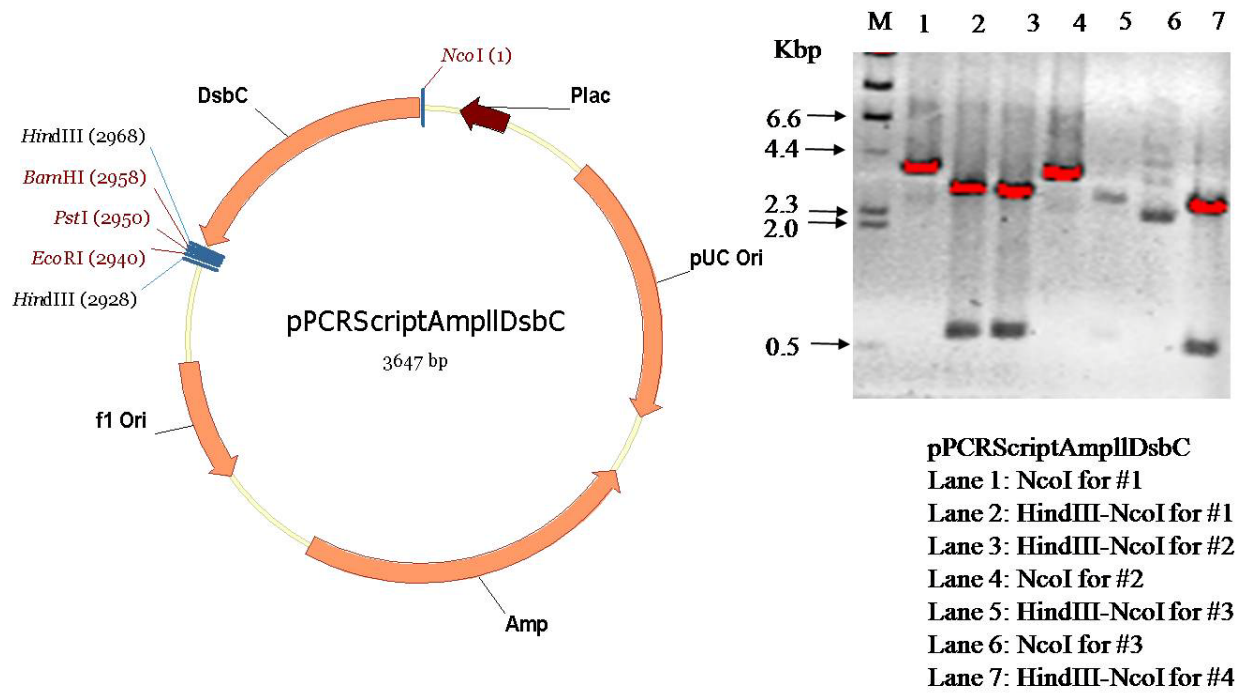 NcoI (1)
DsbC
Plac
HindIII (2968)
BamHI (2958)
PstI (2950)
EcoRI (2940)
HindIII (2928)
pUC Ori
pPCRScriptAmpllDsbC
3647 bp
f1 Ori
Amp
M 1 2 3 4 5 6 7
Kbp
6.6
4.4
2.3
2.0
0.5
pPCRScriptAmpllDsbC
Lane 1: NcoI for #1
Lane 2: HindIII-NcoI for #1
Lane 3: HindIII-NcoI for #2
Lane 4: NcoI for #2
Lane 5: HindIII-NcoI for #3
Lane 6: NcoI for #3
Lane 7: HindIII-NcoI for #4